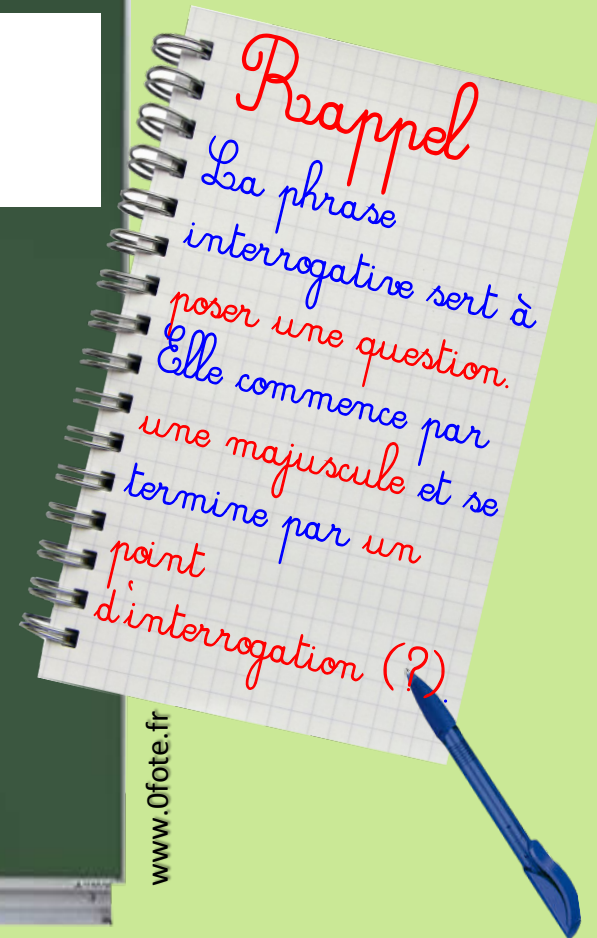 Rappel
La phrase
interrogative sert à
poser une question.
Elle commence par
une majuscule et se
termine par un
point
d'interrogation (?).
www.0fote.fr